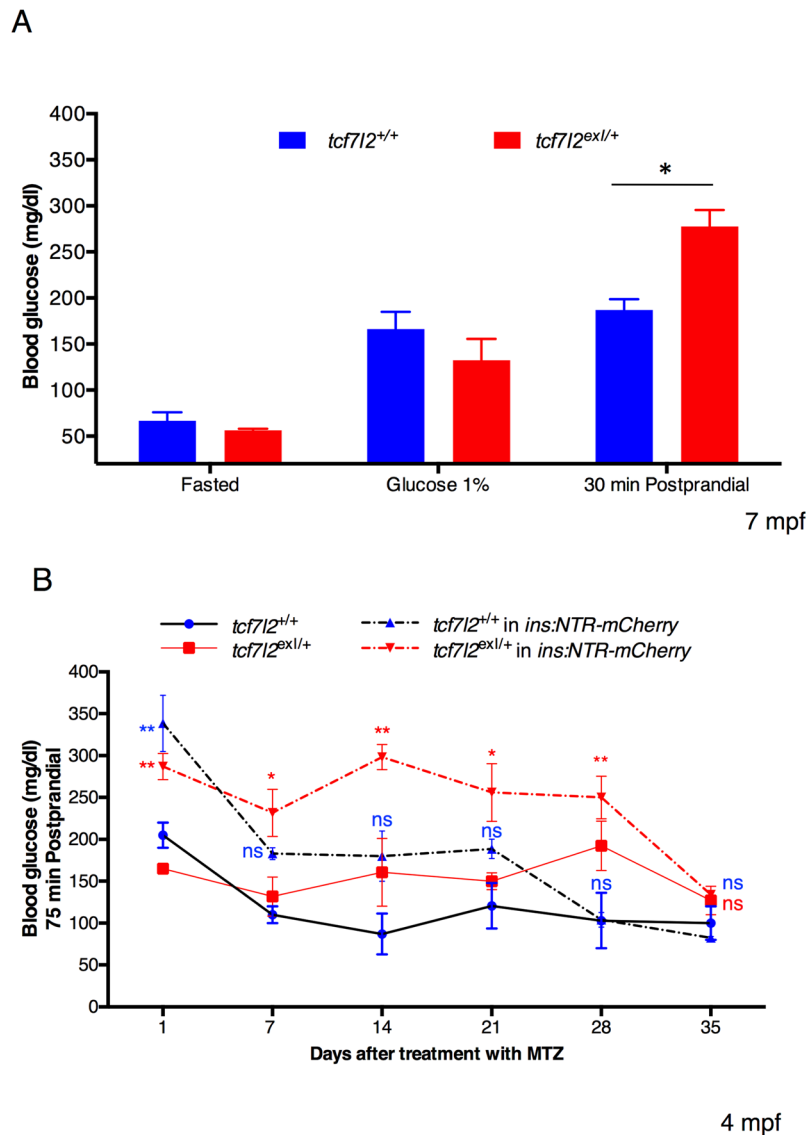 A
Blood glucose (mg/dl)
400
350
300
250
200
150
100
50
tcf7l2+/+
tcf7l2exl/+
*
Fasted
Glucose 1%
30 min Postprandial
7 mpf
B
tcf7l2+/+
tcf7l2exl/+
tcf7l2+/+ in ins:NTR-mCherry
tcf7l2exl/+ in ins:NTR-mCherry
Blood glucose (mg/dl)
75 min Postprandial
400
350
300
250
200
150
100
50
0
**
**
*
ns
**
ns
*
ns
**
ns
ns
ns
1
7
14
21
28
35
Days after treatment with MTZ
4 mpf